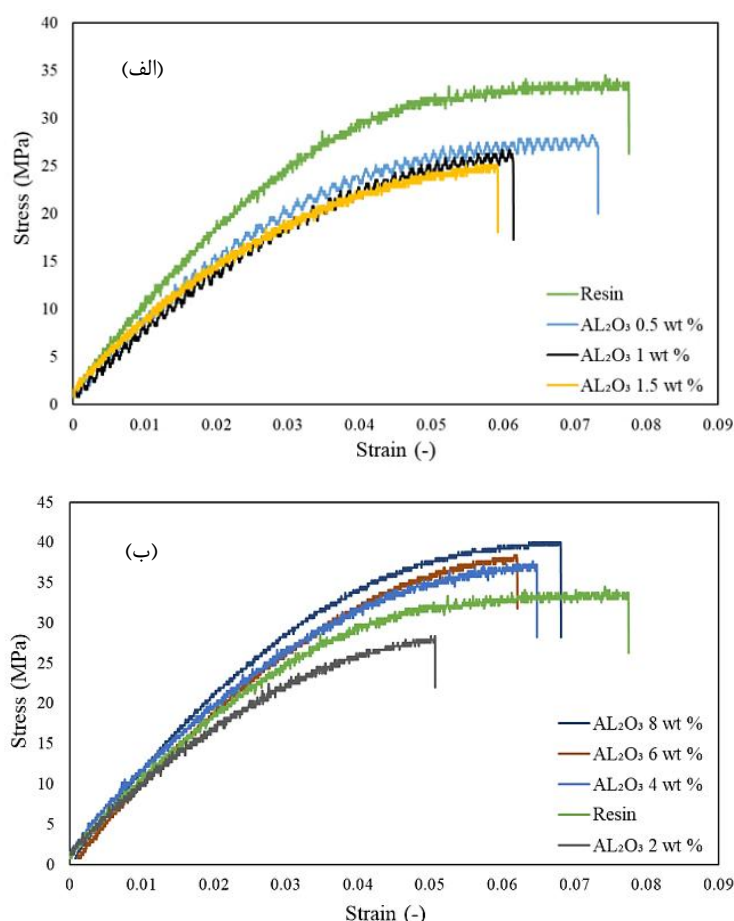 40
35
30
25
20
15
10
5
0
Stress (MPa)
(الف)
Resin
AL₂O₃ 0.5 wt %
AL₂O₃ 1 wt %
AL₂O₃ 1.5 wt %
0 0.01 0.02 0.03 0.04 0.05 0.06 0.07 0.08 0.09
Strain (-)
45
40
35
30
25
20
15
10
5
0
Stress (MPa)
(ب)
AL₂O₃ 8 wt %
AL₂O₃ 6 wt %
AL₂O₃ 4 wt %
Resin
AL₂O₃ 2 wt %
0 0.01 0.02 0.03 0.04 0.05 0.06 0.07 0.08 0.09
Strain (-)